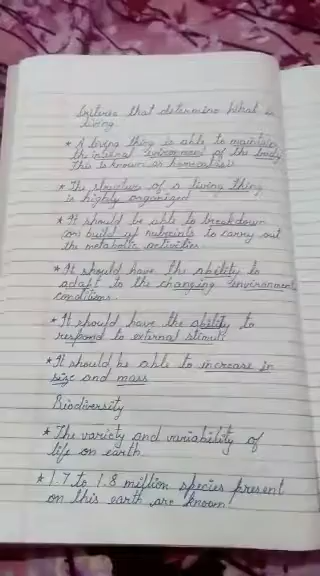 Criteria that determine What is
living
* A living thing is able to maintain
the internal environment of the body
This is known as homeostasis
* The structure of a living thing
is highly organized
* It should be able to breakdown
or build up nutrients to carry out
the metabolic activities
* It should have the ability to
adapt to the changing environment
conditions.
* It should have the ability to
respond to external stimuli
* It should be able to increase in
size and mass
Biodiversity
* The variety and variability of
life on earth
* 1.7 to 1.8 million species present
on this earth are known